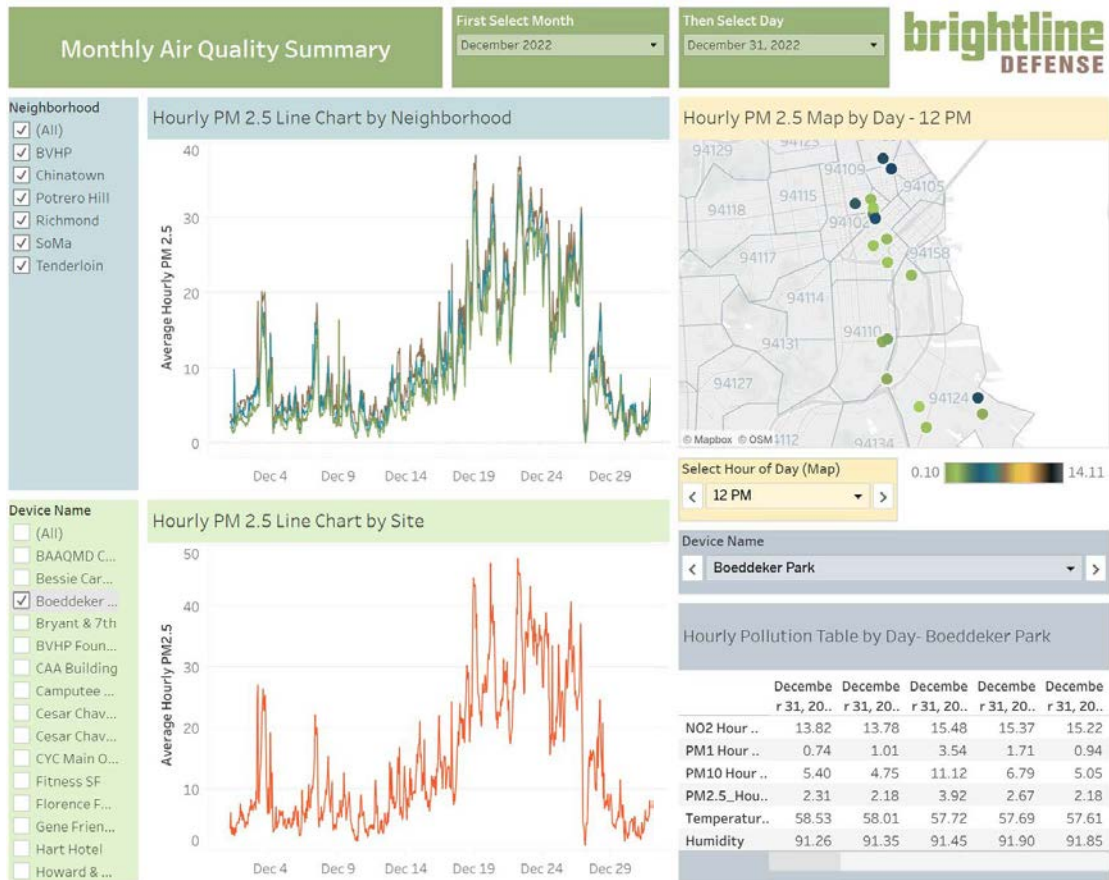 Monthly Air Quality Summary
First Select Month
December 2022
Then Select Day
December 31, 2022
brightline
DEFENSE
Neighborhood
(All)
BVHP
Chinatown
Potrero Hill
Richmond
SoMa
Tenderloin
Hourly PM 2.5 Line Chart by Neighborhood
Average Hourly PM 2.5
40
30
20
10
0
Dec 4 Dec 9 Dec 14 Dec 19 Dec 24 Dec 29
Hourly PM 2.5 Map by Day - 12 PM
94129
94109
94105
94115
94118
94102
94117
94158
94114
94110
94131
94127
94124
94134
© Mapbox © OSM
Select Hour of Day (Map)
12 PM
0.10 14.11
Device Name
(All)
BAAQMD C...
Bessie Car...
Boeddeker ...
Bryant & 7th
BVHP Foun...
CAA Building
Camputee ...
Cesar Chav...
Cesar Chav...
CYC Main O...
Fitness SF
Florence F...
Gene Frien...
Hart Hotel
Howard & ...
Hourly PM 2.5 Line Chart by Site
Average Hourly PM2.5
50
40
30
20
10
0
Dec 4 Dec 9 Dec 14 Dec 19 Dec 24 Dec 29
Device Name
Boeddeker Park
Hourly Pollution Table by Day- Boeddeker Park
Decembe Decembe Decembe Decembe Decembe
r 31, 20.. r 31, 20.. r 31, 20.. r 31, 20.. r 31, 20..
NO2 Hour .. 13.82 13.78 15.48 15.37 15.22
PM1 Hour .. 0.74 1.01 3.54 1.71 0.94
PM10 Hour .. 5.40 4.75 11.12 6.79 5.05
PM2.5_Hou.. 2.31 2.18 3.92 2.67 2.18
Temperatur.. 58.53 58.01 57.72 57.69 57.61
Humidity 91.26 91.35 91.45 91.90 91.85